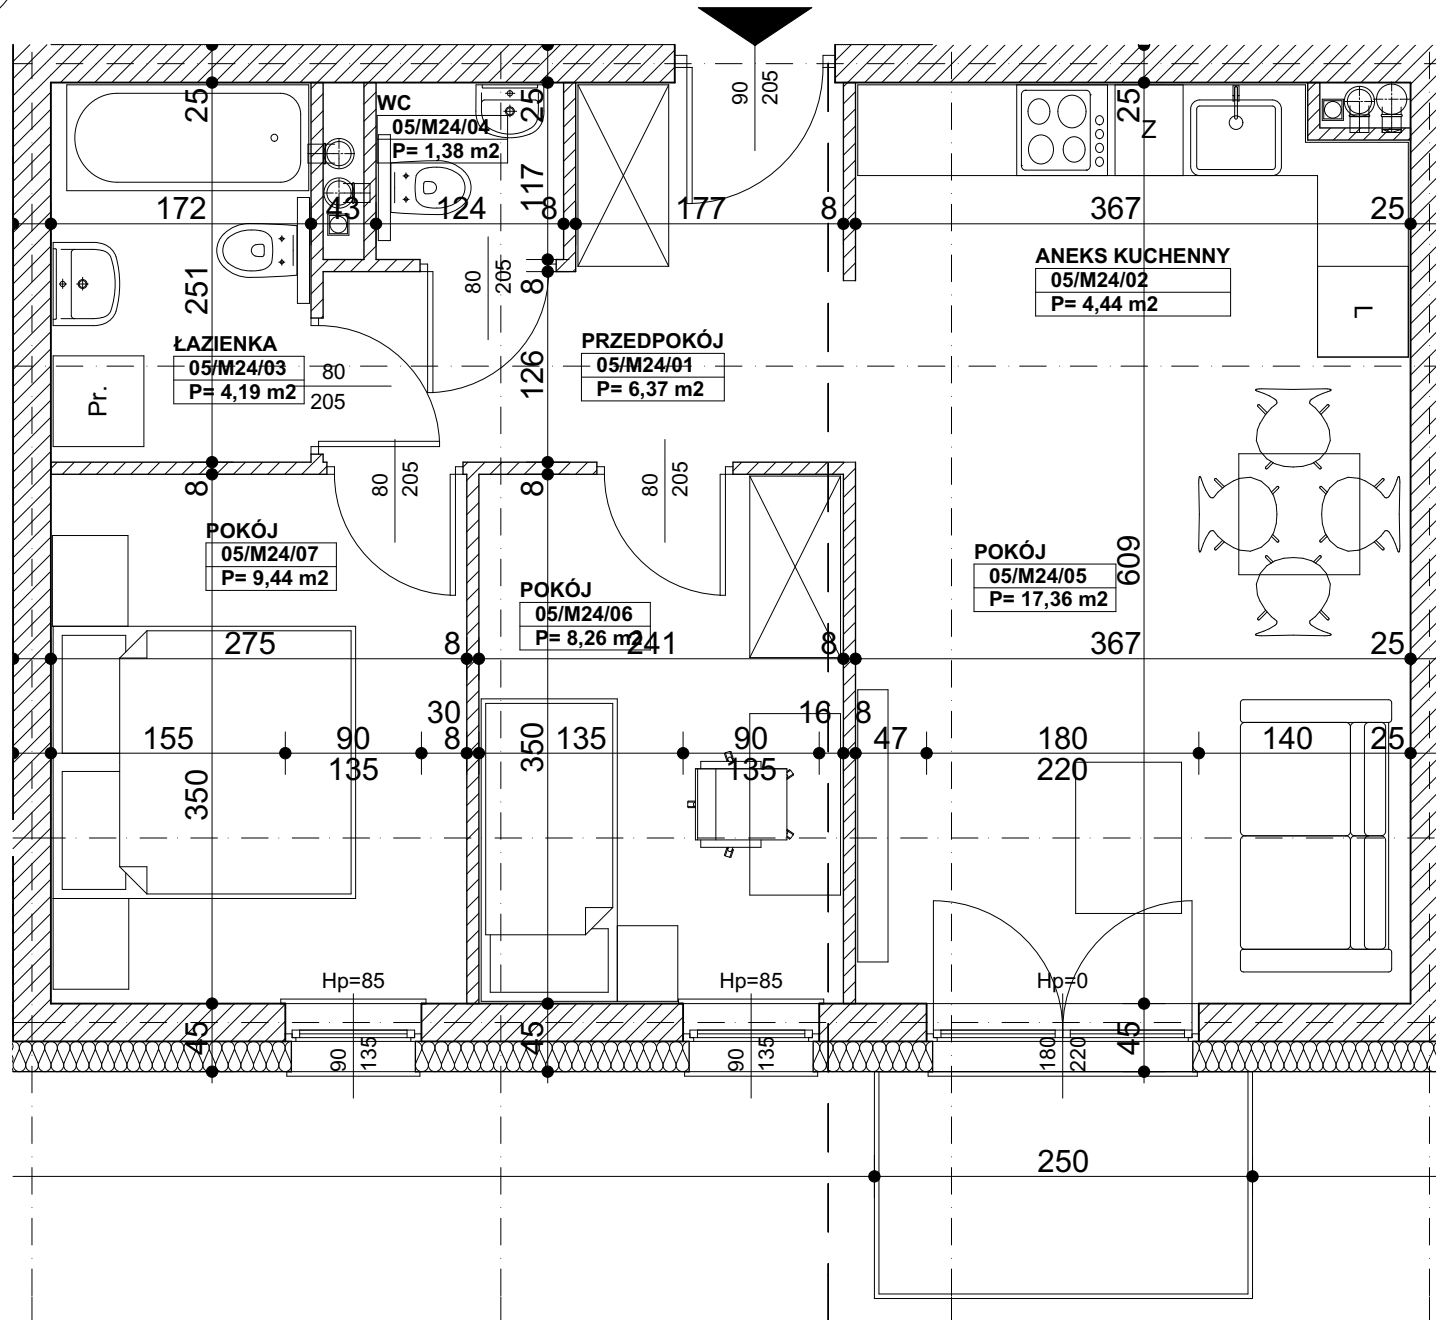 90
205
25
25
25
WC
05/M24/04
P= 1,38 m2
Z
117
172
43
124
8
177
8
367
25
251
80
205
8
ANEKS KUCHENNY
05/M24/02
P= 4,44 m2
L
ŁAZIENKA
05/M24/03
P= 4,19 m2
80
205
126
PRZEDPOKÓJ
05/M24/01
P= 6,37 m2
Pr.
8
80
205
8
80
205
POKÓJ
05/M24/07
P= 9,44 m2
POKÓJ
05/M24/06
P= 8,26 m2
POKÓJ
05/M24/05
P= 17,36 m2
609
275
8
241
8
367
25
30
16
8
155
90
8
135
90
47
180
140
25
135
135
220
350
350
Hp=85
Hp=85
Hp=0
45
90
135
45
90
135
180
220
45
250